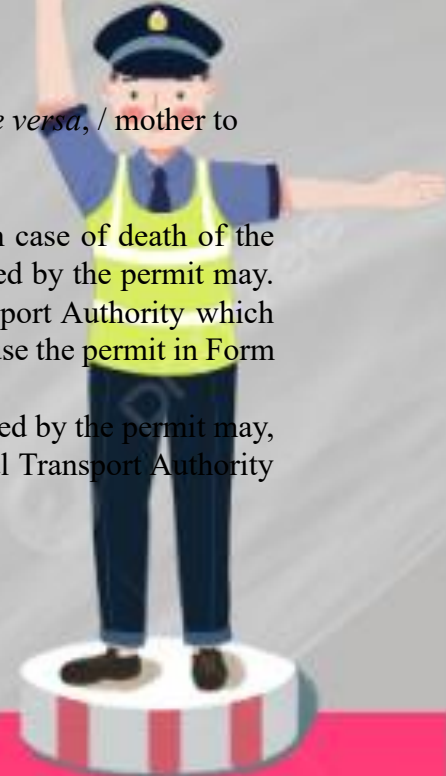 e versa, / mother to
n case of death of the
ed by the permit may.
port Authority which
use the permit in Form
ed by the permit may,
l Transport Authority